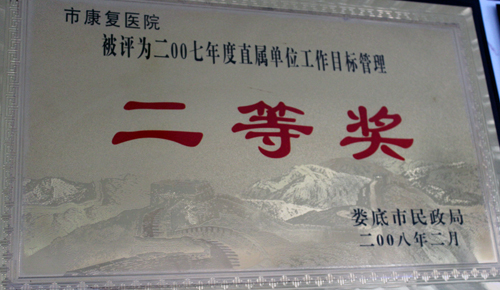 市康复医院
被评为二00七年度直属单位工作目标管理
二等奖
娄底市民政局
二00八年二月